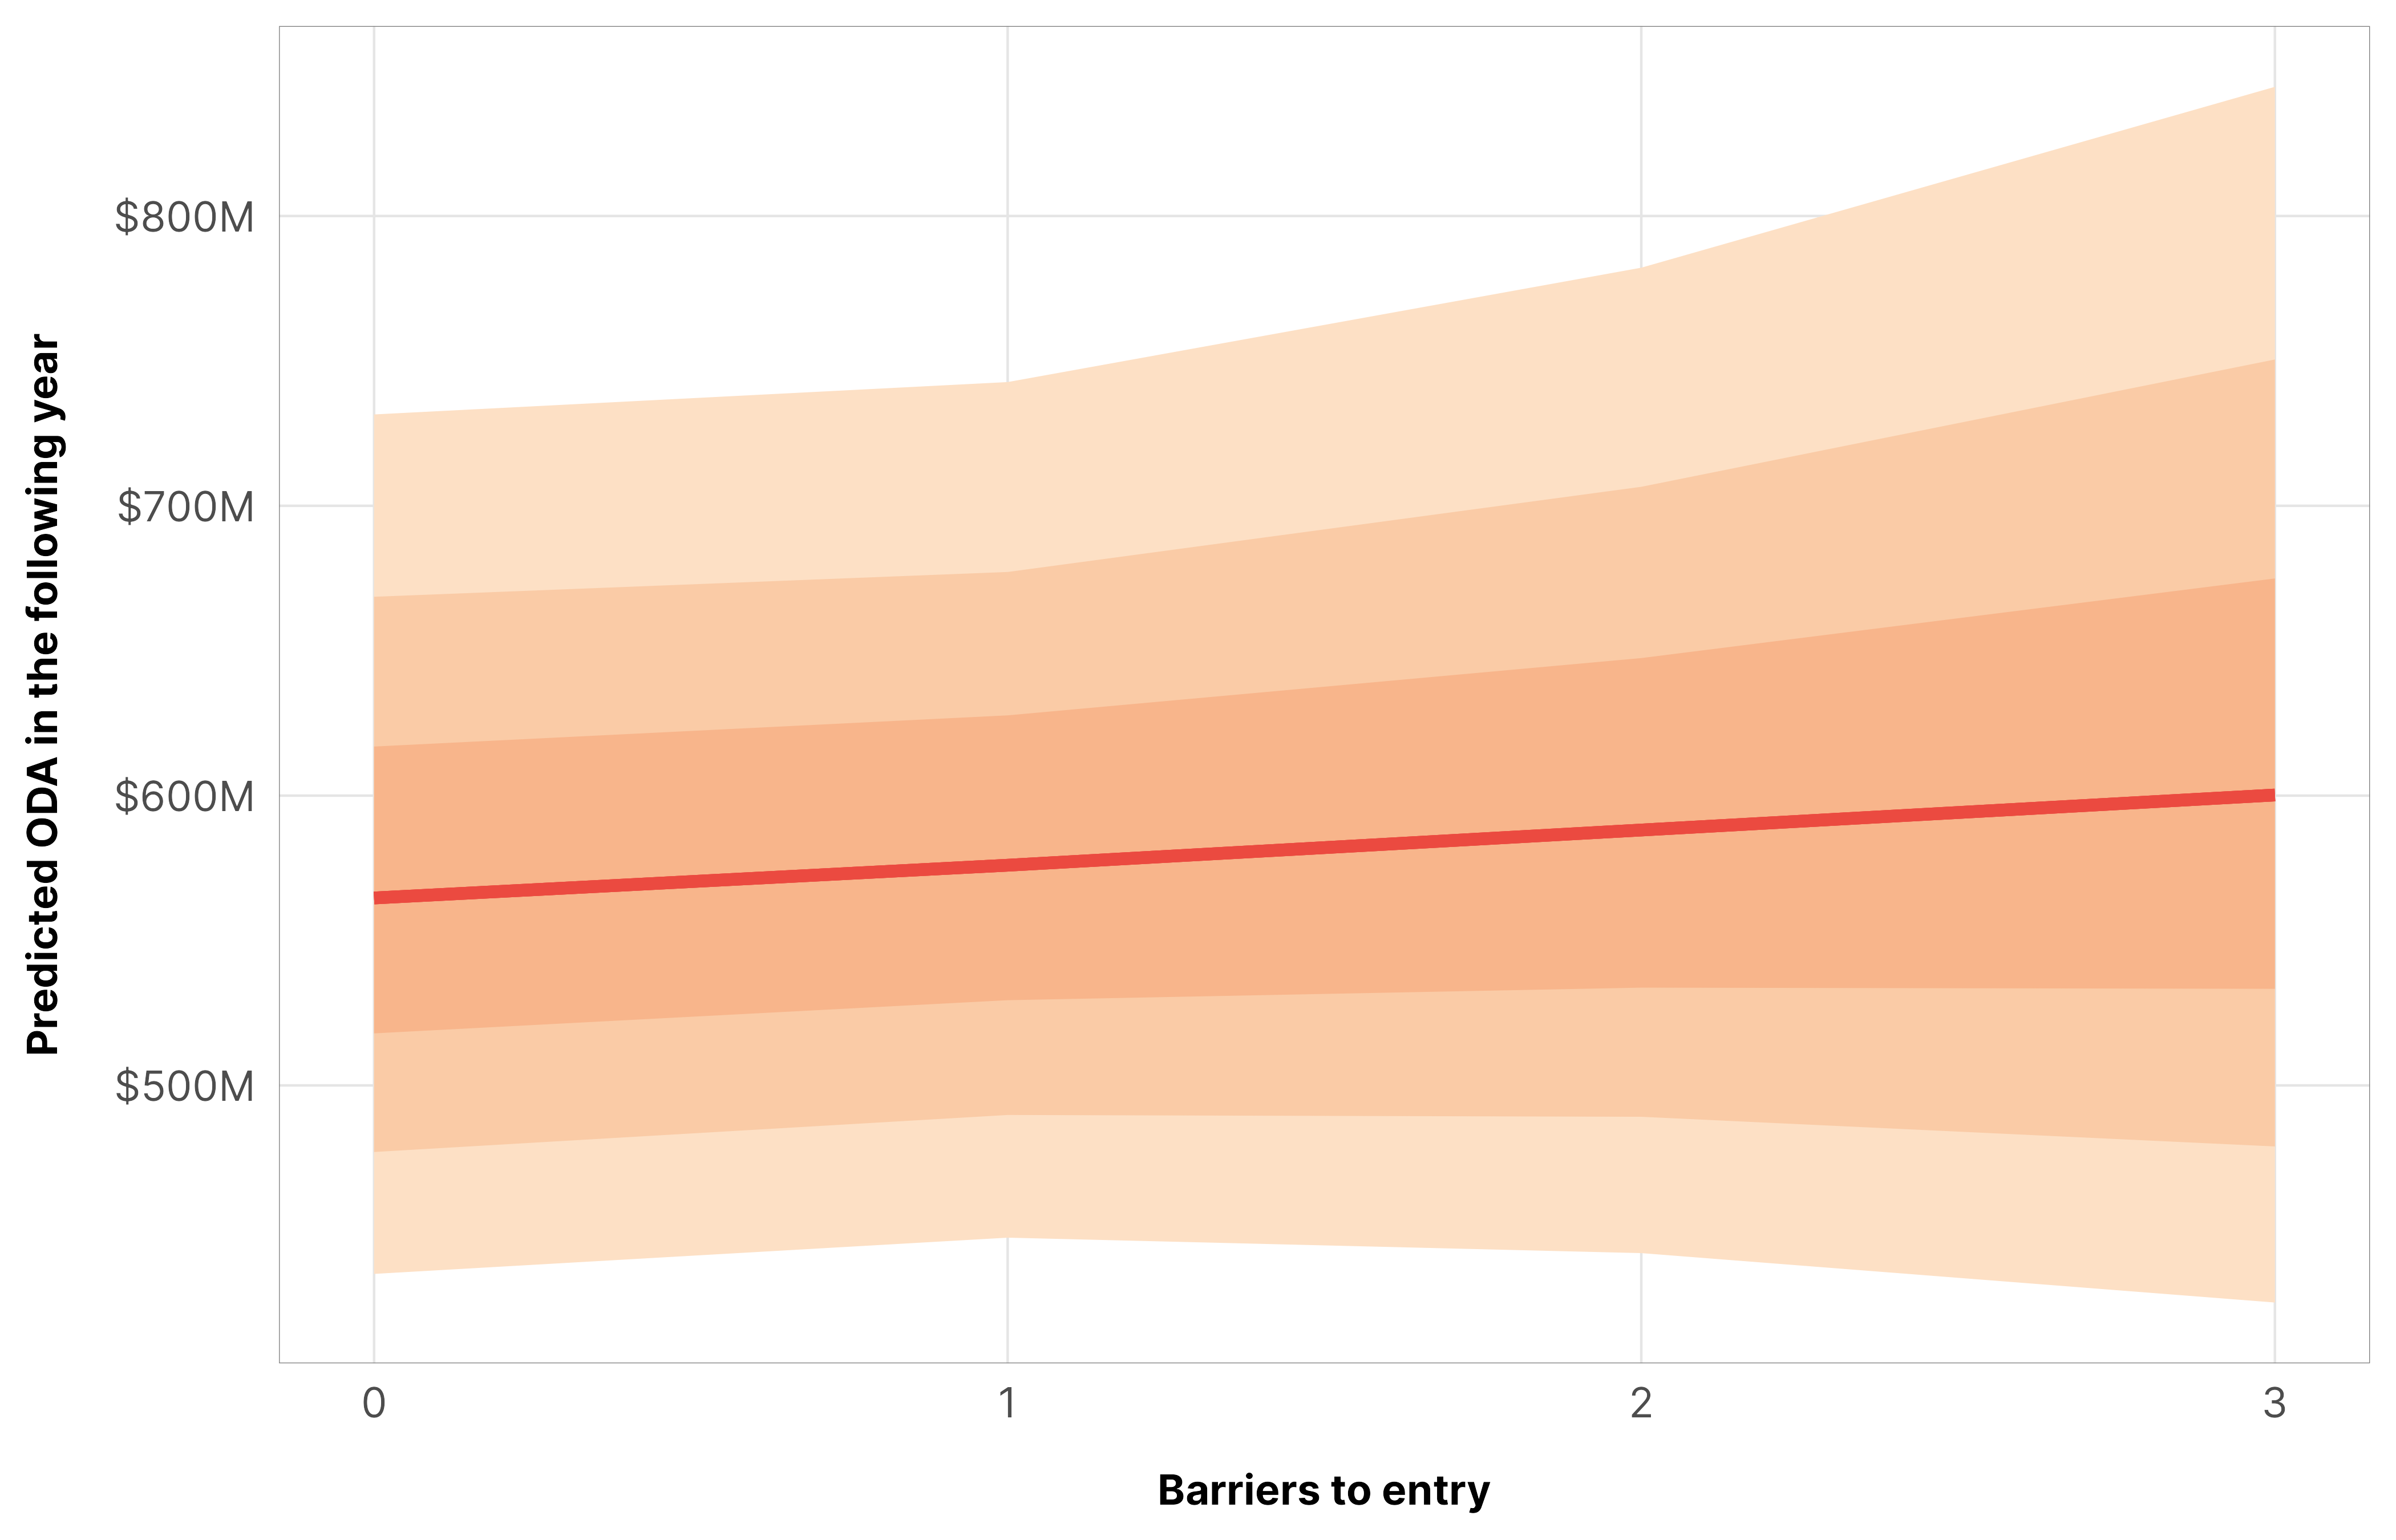 Predicted ODA in the following year
$800M
$700M
$600M
$500M
0
1
2
3
Barriers to entry